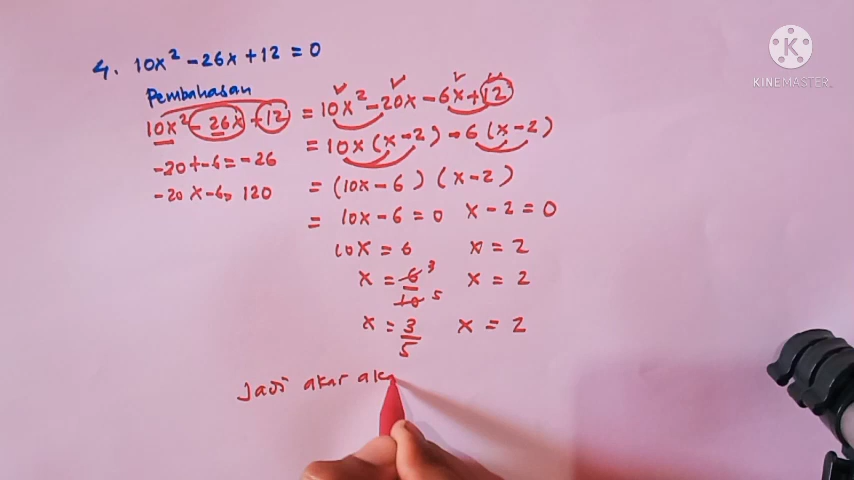 4. 10x² - 26x + 12 = 0
Pembahasan
10x² - 26x + 12 = 10x² - 20x - 6x + 12
-20 + -6 = -26 = 10x (x - 2) - 6 (x - 2)
-20 x -6 = 120 = (10x - 6) (x - 2)
= 10x - 6 = 0 x - 2 = 0
10x = 6 x = 2
x = 6/10 3 5 x = 2
x = 3/5 x = 2
Jadi akar ak
K
KINEMASTER